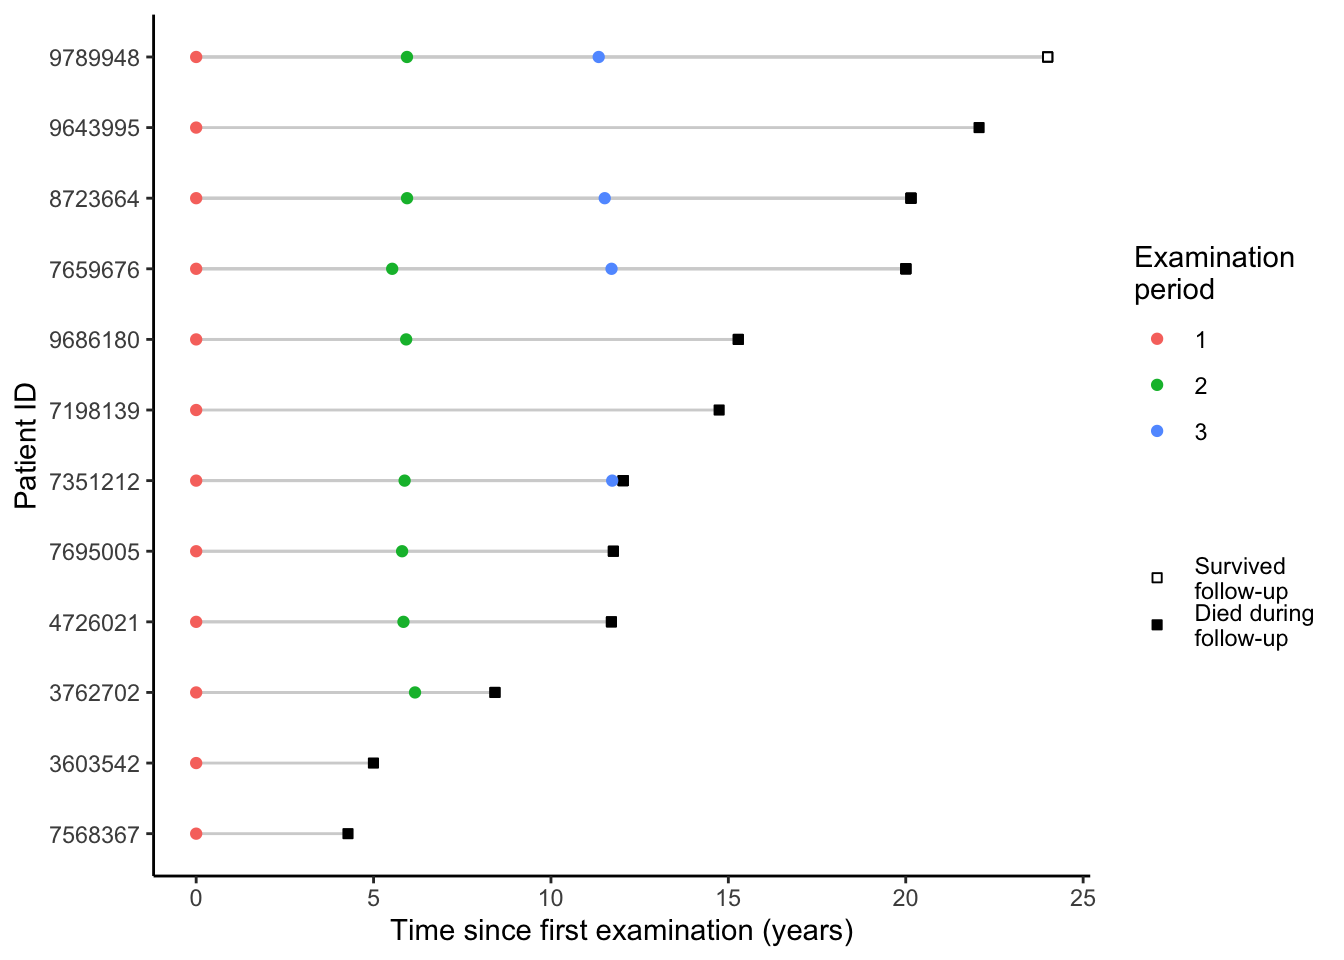 9789948
9643995
8723664
7659676
9686180
7198139
7351212
7695005
4726021
3762702
3603542
7568367
Patient ID
0 5 10 15 20 25
Time since first examination (years)
Examination
period
1
2
3
Survived
follow-up
Died during
follow-up